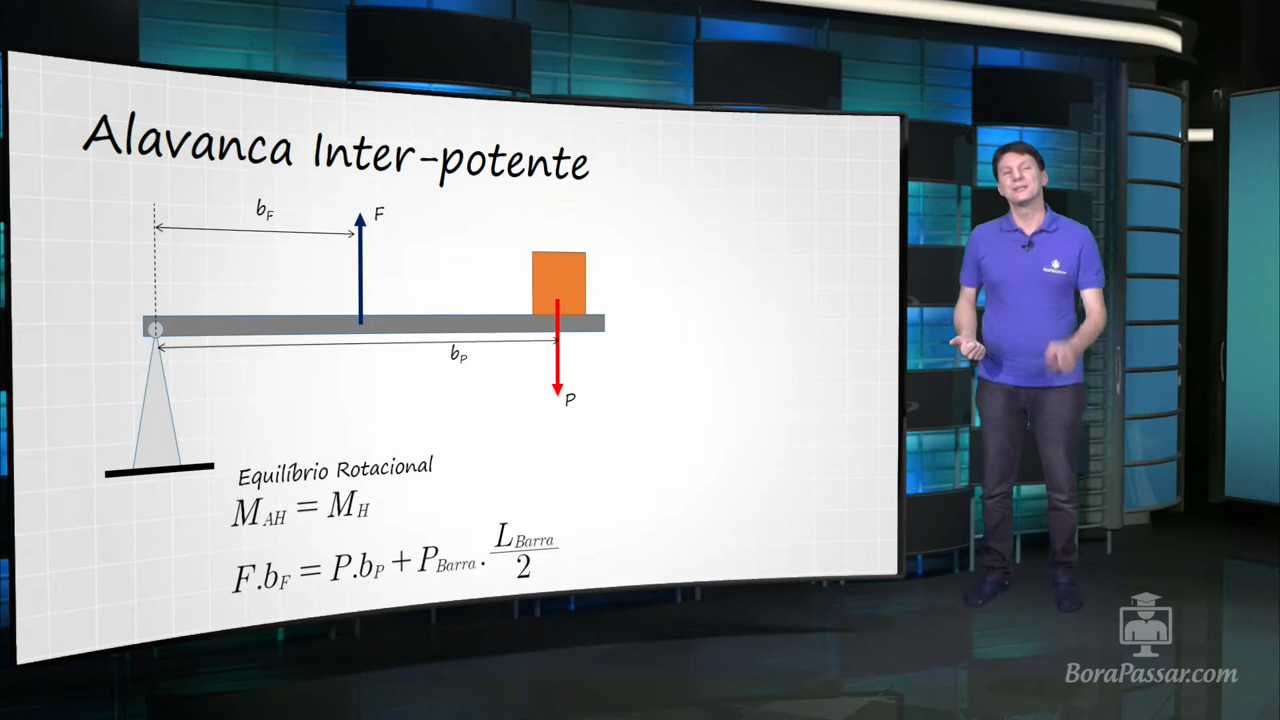 Alavanca Inter-potente
b_F
F
b_P
P
Equilíbrio Rotacional
M_AH = M_H
F.b_F = P.b_P + P_Barra . L_Barra / 2
BoraPassar.com